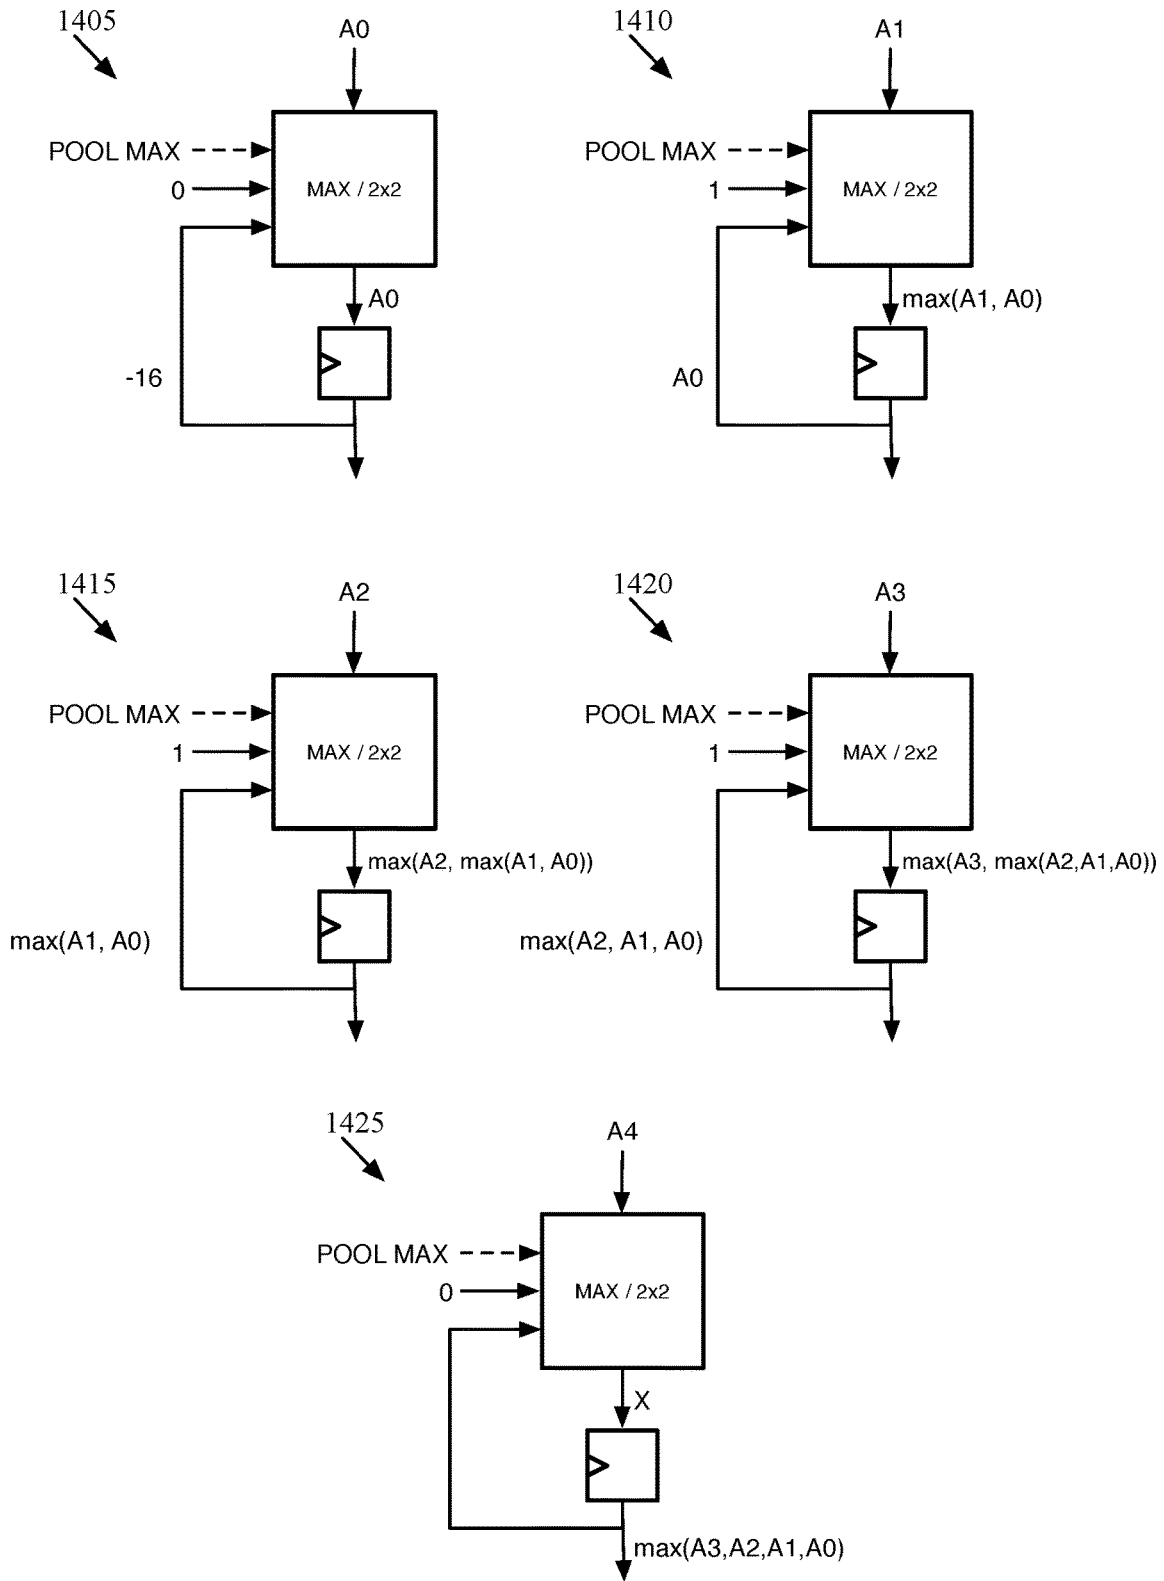 1405
A0
POOL MAX
0
MAX / 2x2
A0
-16
1410
A1
POOL MAX
1
MAX / 2x2
max(A1, A0)
A0
1415
A2
POOL MAX
1
MAX / 2x2
max(A2, max(A1, A0))
max(A1, A0)
1420
A3
POOL MAX
1
MAX / 2x2
max(A3, max(A2,A1,A0))
max(A2, A1, A0)
1425
A4
POOL MAX
0
MAX / 2x2
X
max(A3,A2,A1,A0)